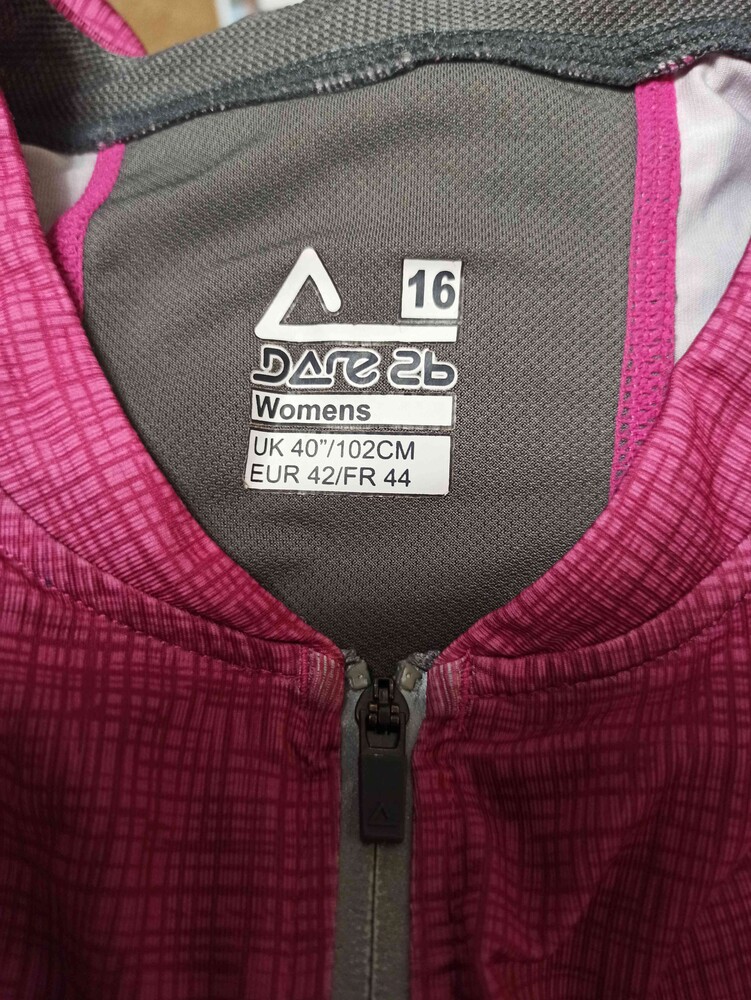 16
Dare 2b
Womens
UK 40"/102CM
EUR 42/FR 44